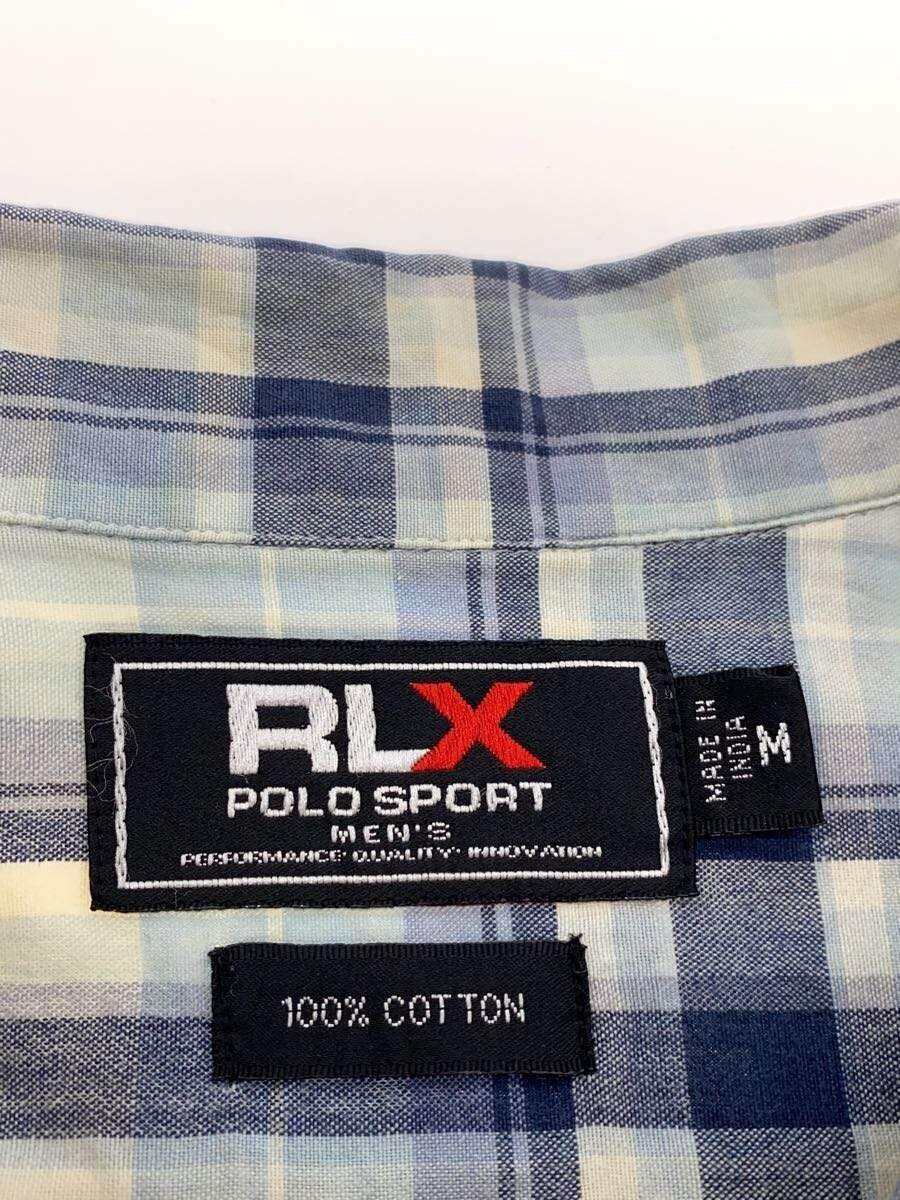 RLX
POLO SPORT
MEN'S
PERFORMANCE· QUALITY· INNOVATION
MADE IN
INDIA
M
100% COTTON